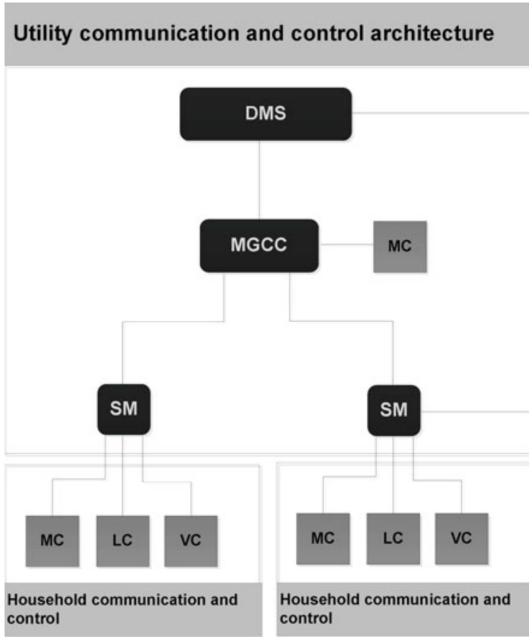 Utility communication and control architecture
DMS
MGCC
MC
SM
SM
MC
LC
VC
MC
LC
VC
Household communication and
control
Household communication and
control